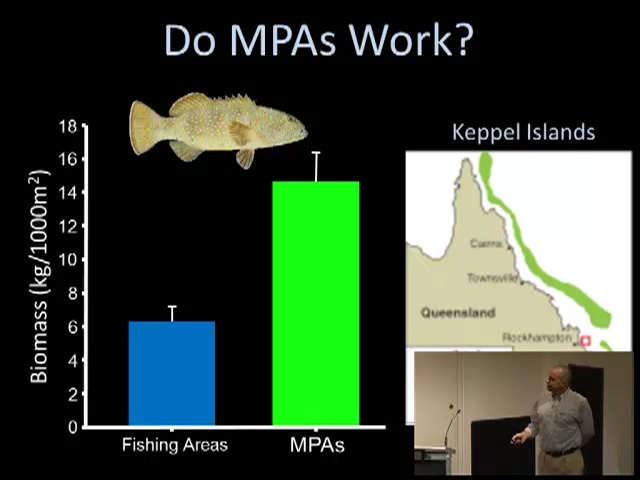 Do MPAs Work?
Keppel Islands
18
16
14
12
10
8
6
4
2
0
Biomass (kg/1000m²)
Fishing Areas
MPAs
Cairns
Townsville
Queensland
Rockhampton